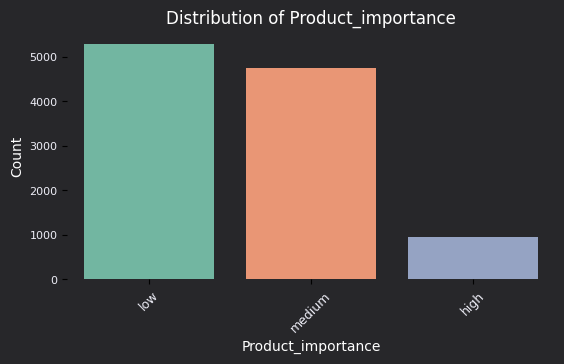 Distribution of Product_importance
Count
5000
4000
3000
2000
1000
0
low
medium
high
Product_importance